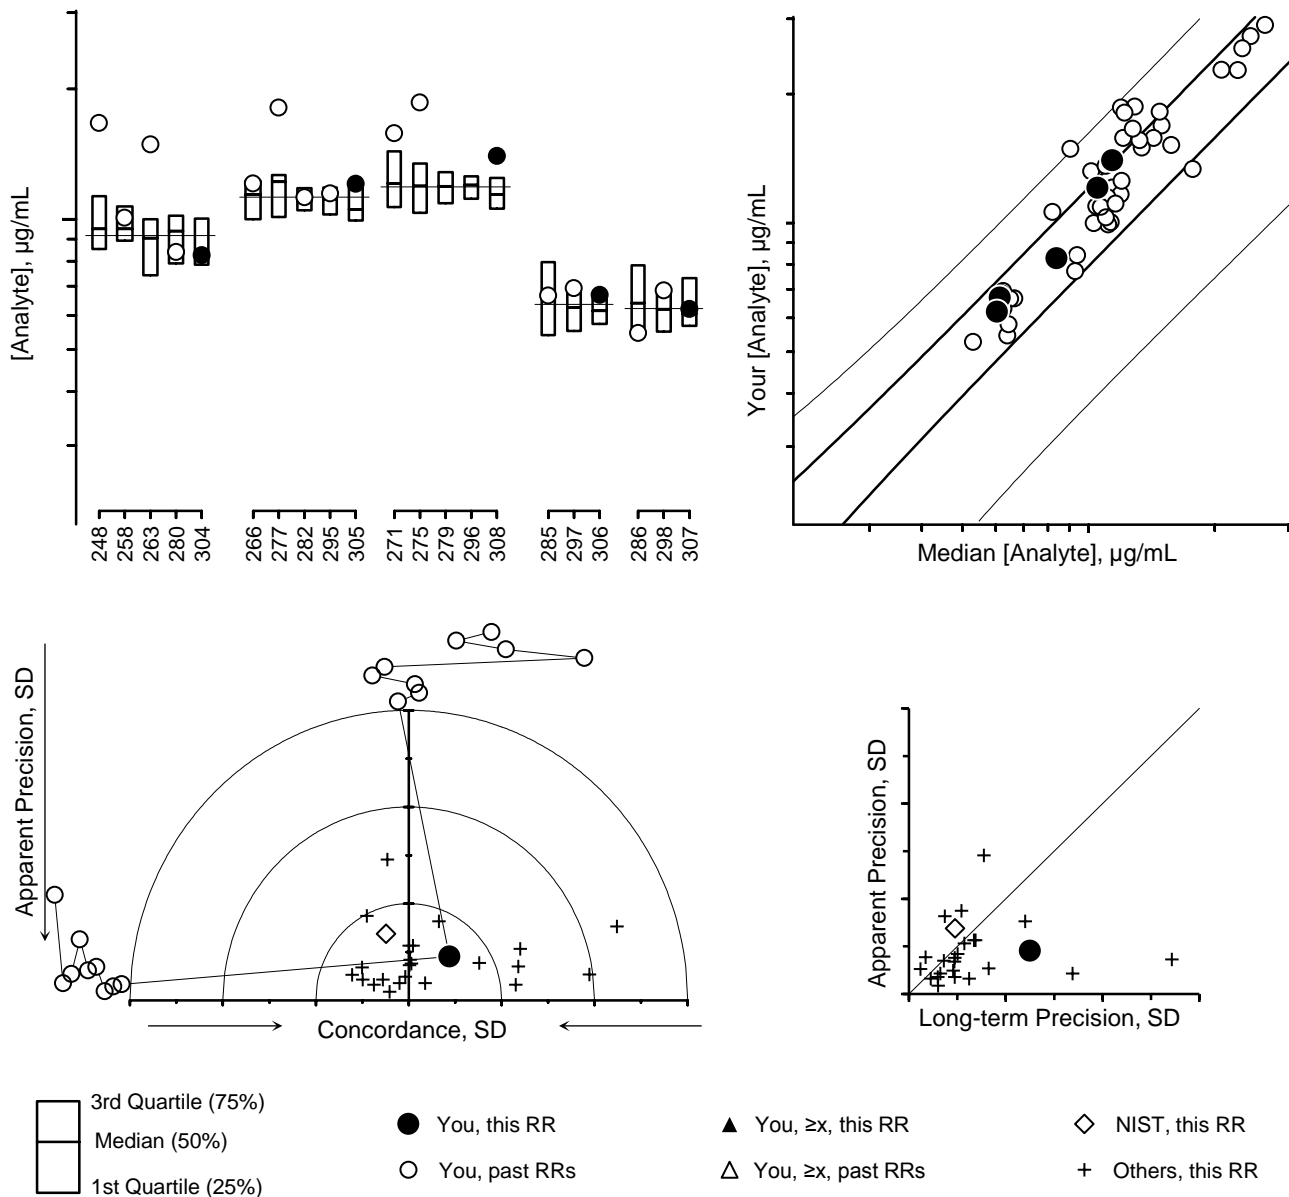 [Analyte], µg/mL
248
258
263
280
304
266
277
282
295
305
271
275
279
296
308
285
297
306
286
298
307
Your [Analyte], µg/mL
Median [Analyte], µg/mL
Apparent Precision, SD
Concordance, SD
Apparent Precision, SD
Long-term Precision, SD
3rd Quartile (75%)
Median (50%)
1st Quartile (25%)
You, this RR
You, past RRs
You, ≥x, this RR
You, ≥x, past RRs
NIST, this RR
Others, this RR